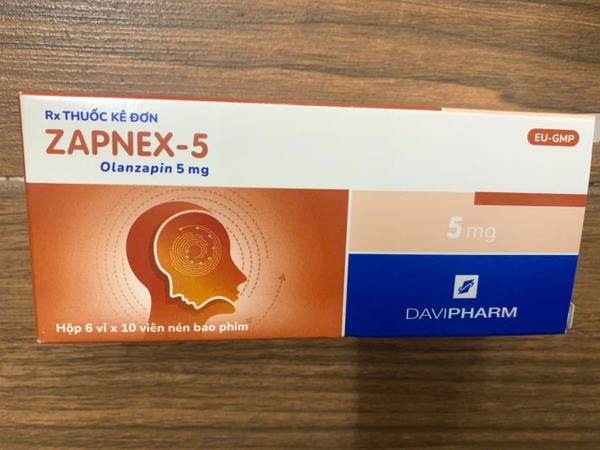 Rx THUỐC KÊ ĐƠN
ZAPNEX-5
Olanzapin 5 mg
EU-GMP
5 mg
DAVIPHARM
Hộp 6 vỉ x 10 viên nén bao phim